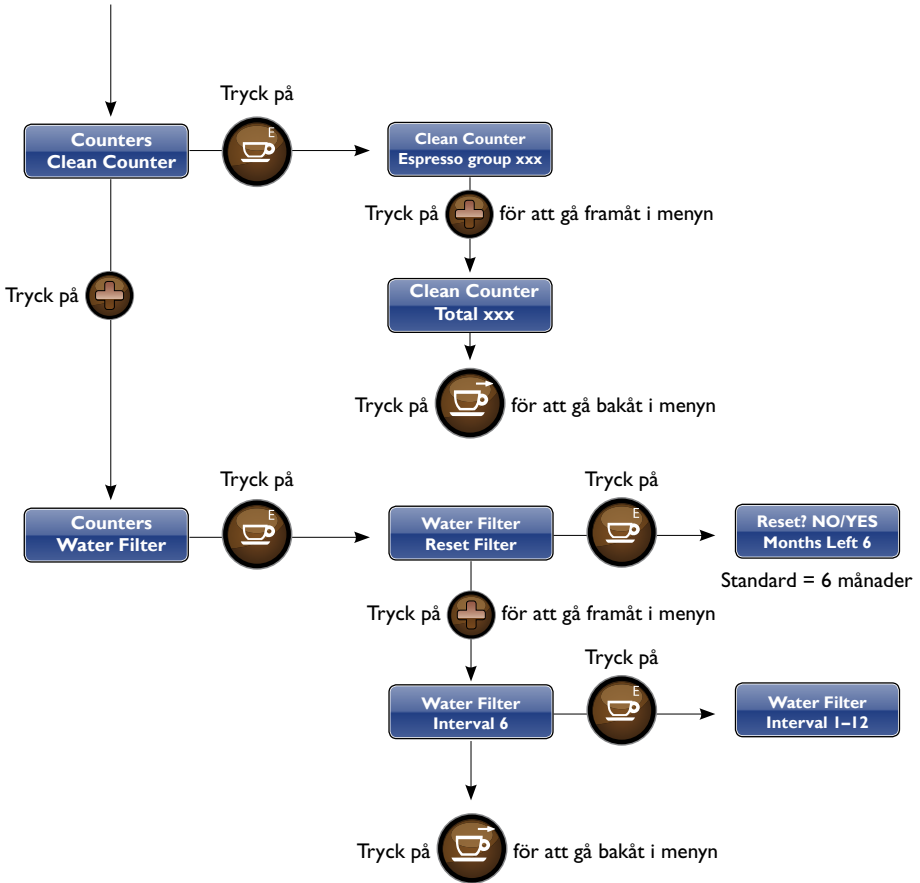 Tryck på
E
Counters
Clean Counter
Clean Counter
Espresso group xxx
Tryck på för att gå framåt i menyn
Tryck på
Clean Counter
Total xxx
Tryck på för att gå bakåt i menyn
Tryck på
E
Tryck på
E
Counters
Water Filter
Water Filter
Reset Filter
Reset? NO/YES
Months Left 6
Standard = 6 månader
Tryck på för att gå framåt i menyn
Tryck på
E
Water Filter
Interval 6
Water Filter
Interval 1–12
Tryck på för att gå bakåt i menyn